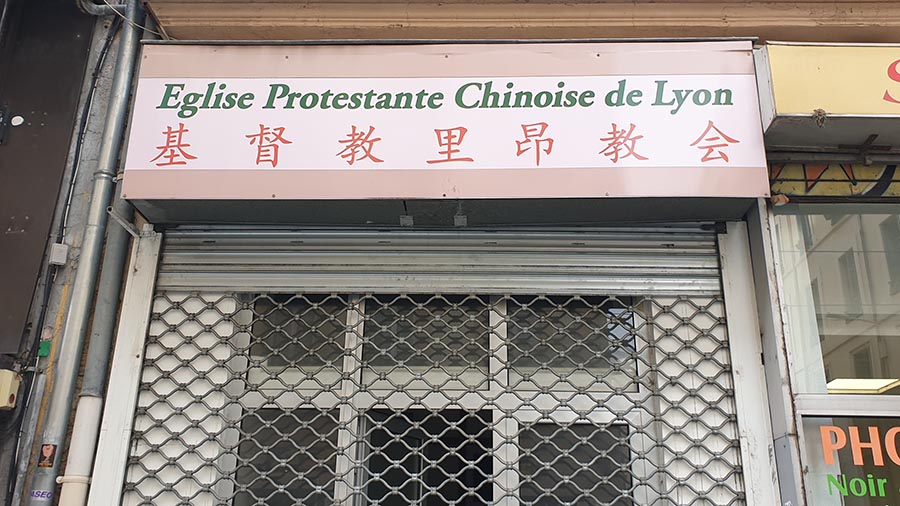 Eglise Protestante Chinoise de Lyon
基督教里昂教会
PHO
Noir